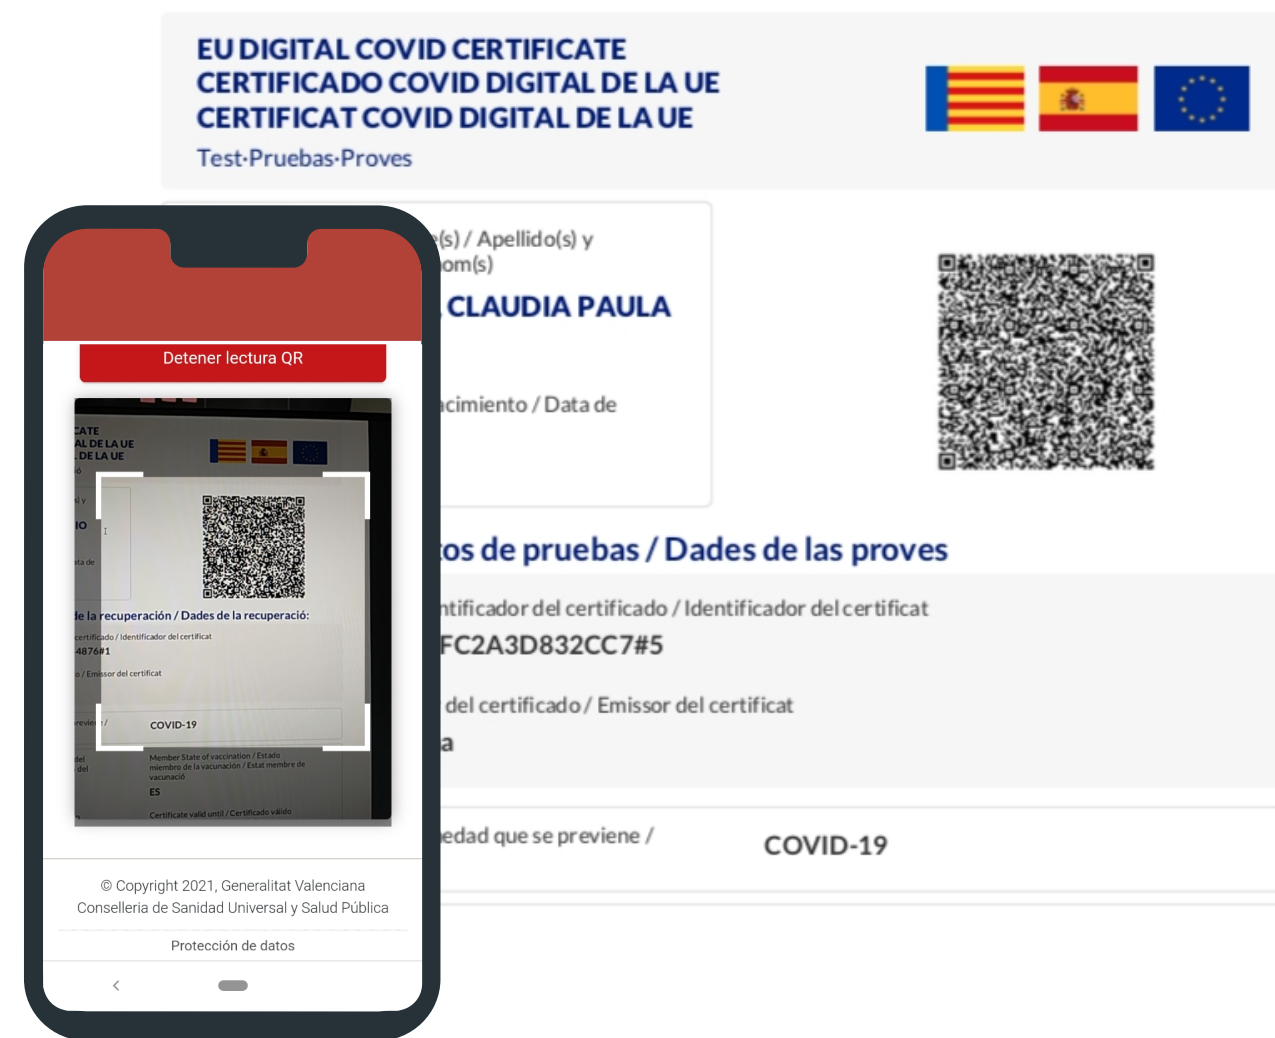 EU DIGITAL COVID CERTIFICATE
CERTIFICADO COVID DIGITAL DE LA UE
CERTIFICAT COVID DIGITAL DE LA UE
Test·Pruebas·Proves
(s) / Apellido(s) y
nom(s)
, CLAUDIA PAULA
acimiento / Data de
tos de pruebas / Dades de las proves
ntificador del certificado / Identificador del certificat
FC2A3D832CC7#5
del certificado / Emissor del certificat
a
edad que se previene /
COVID-19
Detener lectura QR
CATE
AL DE LA UE
DE LA UE
de la recuperación / Dades de la recuperació:
certificado / Identificador del certificat
4876#1
o / Emissor del certificat
COVID-19
Member State of vaccination / Estado
miembro de la vacunación / Estat membre de
vacunació
ES
Certificate valid until / Certificado válido
© Copyright 2021, Generalitat Valenciana
Conselleria de Sanidad Universal y Salud Pública
Protección de datos